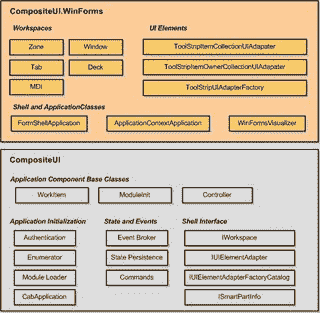 CompositeUI.WinForms
Workspaces
UI Elements
Zone
Window
ToolStripItemCollectionUIAdapater
Tab
Deck
ToolStripItemOwnerCollectionUIAdapater
MDI
ToolStripUIAdapterFactory
Shell and ApplicationClasses
FormShellApplication
ApplicationContextApplication
WinFormsVisualizer
CompositeUI
Application Component Base Classes
WorkItem
ModuleInit
Controller
Application Initialization
State and Events
Shell Interface
Authentication
Event Broker
IWorkspace
Enumerator
State Persistence
IUIElementAdapter
Module Loader
Commands
IUIElementAdapterFactoryCatalog
CabApplication
ISmartPartInfo